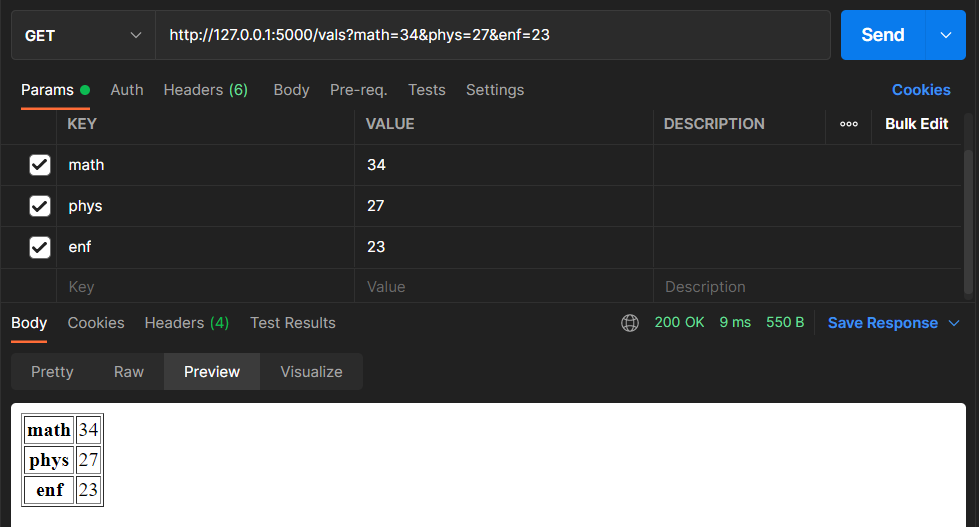 GET http://127.0.0.1:5000/vals?math=34&phys=27&enf=23 Send
Params Auth Headers (6) Body Pre-req. Tests Settings Cookies
KEY VALUE DESCRIPTION ooo Bulk Edit
math 34
phys 27
enf 23
Key Value Description
Body Cookies Headers (4) Test Results 200 OK 9 ms 550 B Save Response
Pretty Raw Preview Visualize
math 34
phys 27
enf 23